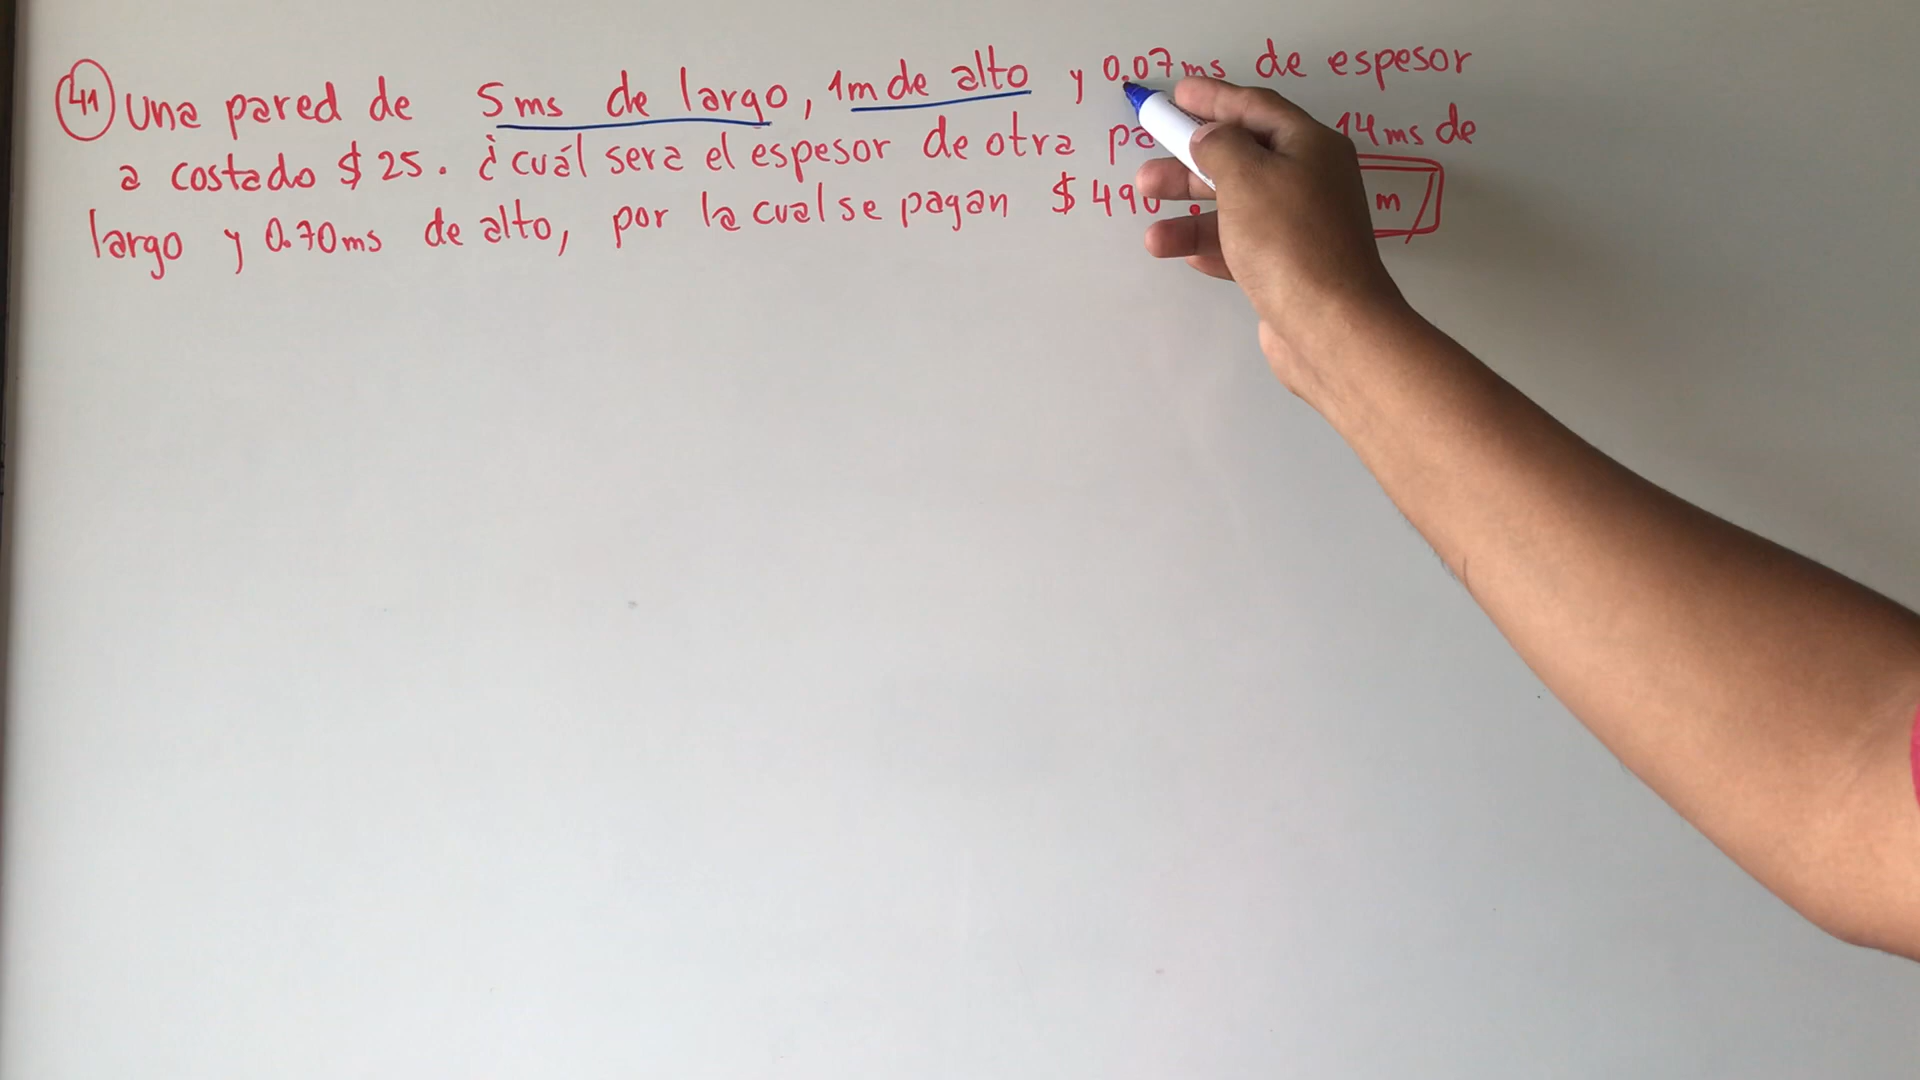 41 Una pared de 5ms de largo, 1m de alto y 0.07ms de espesor
a costado $25. ¿cuál sera el espesor de otra 14ms de
largo y 0.70ms de alto, por la cual se pagan $490 m